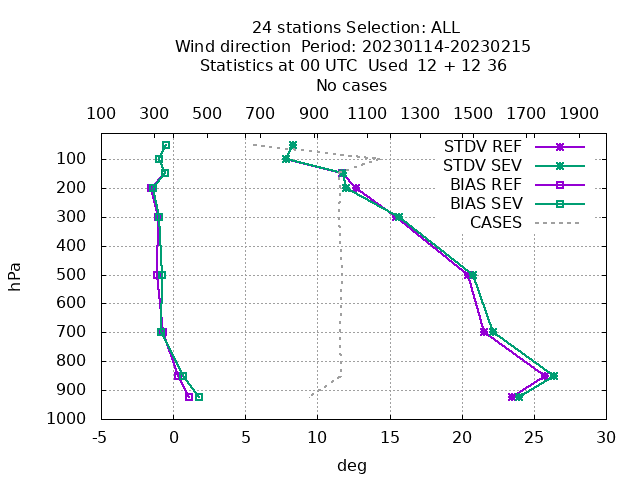 24 stations Selection: ALL
Wind direction  Period: 20230114-20230215
Statistics at 00 UTC  Used  12 + 12 36
No cases
100 300 500 700 900 1100 1300 1500 1700 1900
STDV REF
STDV SEV
BIAS REF
BIAS SEV
CASES
100
200
300
400
500
600
700
800
900
1000
hPa
-5 0 5 10 15 20 25 30
deg